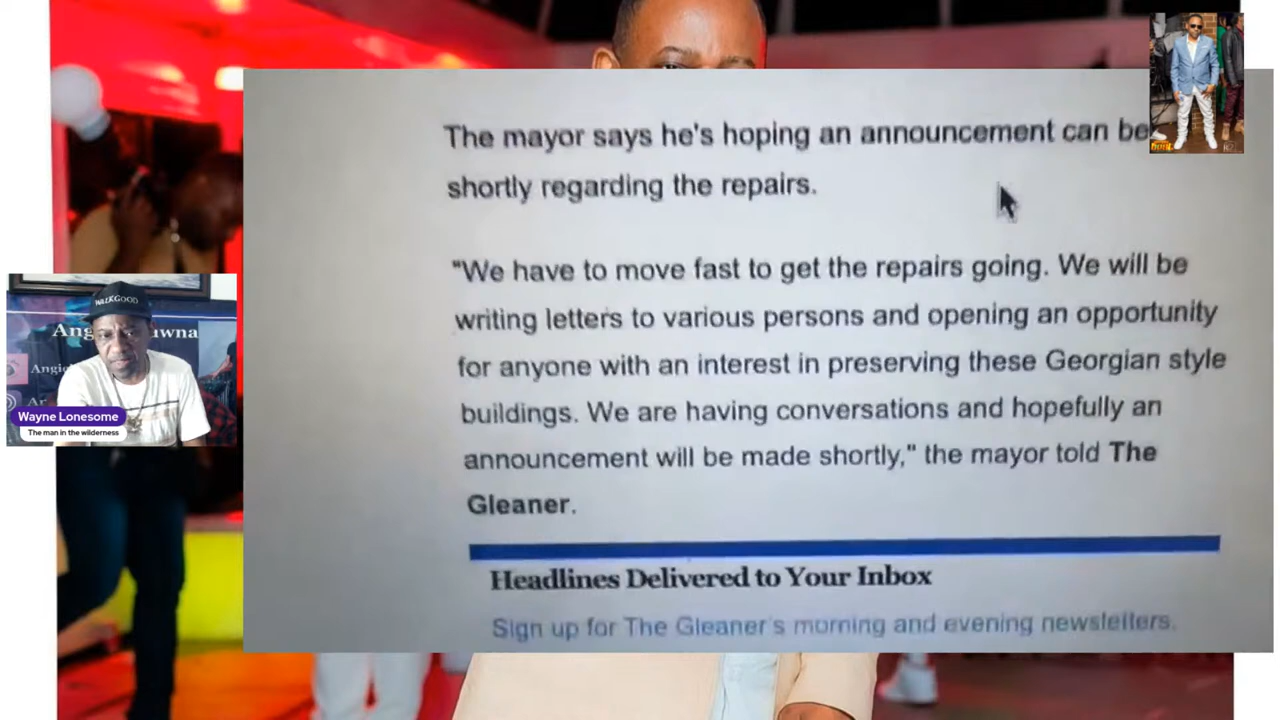 The mayor says he's hoping an announcement can be
shortly regarding the repairs.
"We have to move fast to get the repairs going. We will be
writing letters to various persons and opening an opportunity
for anyone with an interest in preserving these Georgian style
buildings. We are having conversations and hopefully an
announcement will be made shortly," the mayor told The
Gleaner.
Headlines Delivered to Your Inbox
Sign up for The Gleaner's morning and evening newsletters.
WALKGOOD
Wayne Lonesome
The man in the wilderness